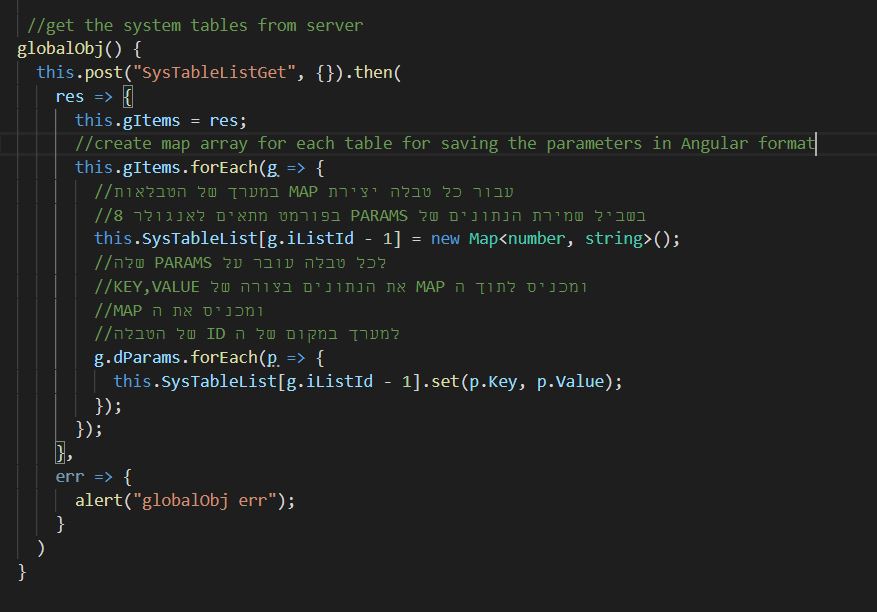 //get the system tables from server
globalObj() {
this.post("SysTableListGet", {}).then(
res => {
this.gItems = res;
//create map array for each table for saving the parameters in Angular format
this.gItems.forEach(g => {
//עבור כל טבלה יצירת MAP במערך של הטבלאות
//בשביל שמירת הנתונים של PARAMS בפורמט מתאים לאנגולר 8
this.SysTableList[g.iListId - 1] = new Map<number, string>();
//לכל טבלה עובר על PARAMS שלה
//ומכניס לתוך ה MAP את הנתונים בצורה של KEY,VALUE
//ומכניס את ה MAP
//למערך במקום של ה ID של הטבלה
g.dParams.forEach(p => {
this.SysTableList[g.iListId - 1].set(p.Key, p.Value);
});
});
},
err => {
alert("globalObj err");
}
)
}